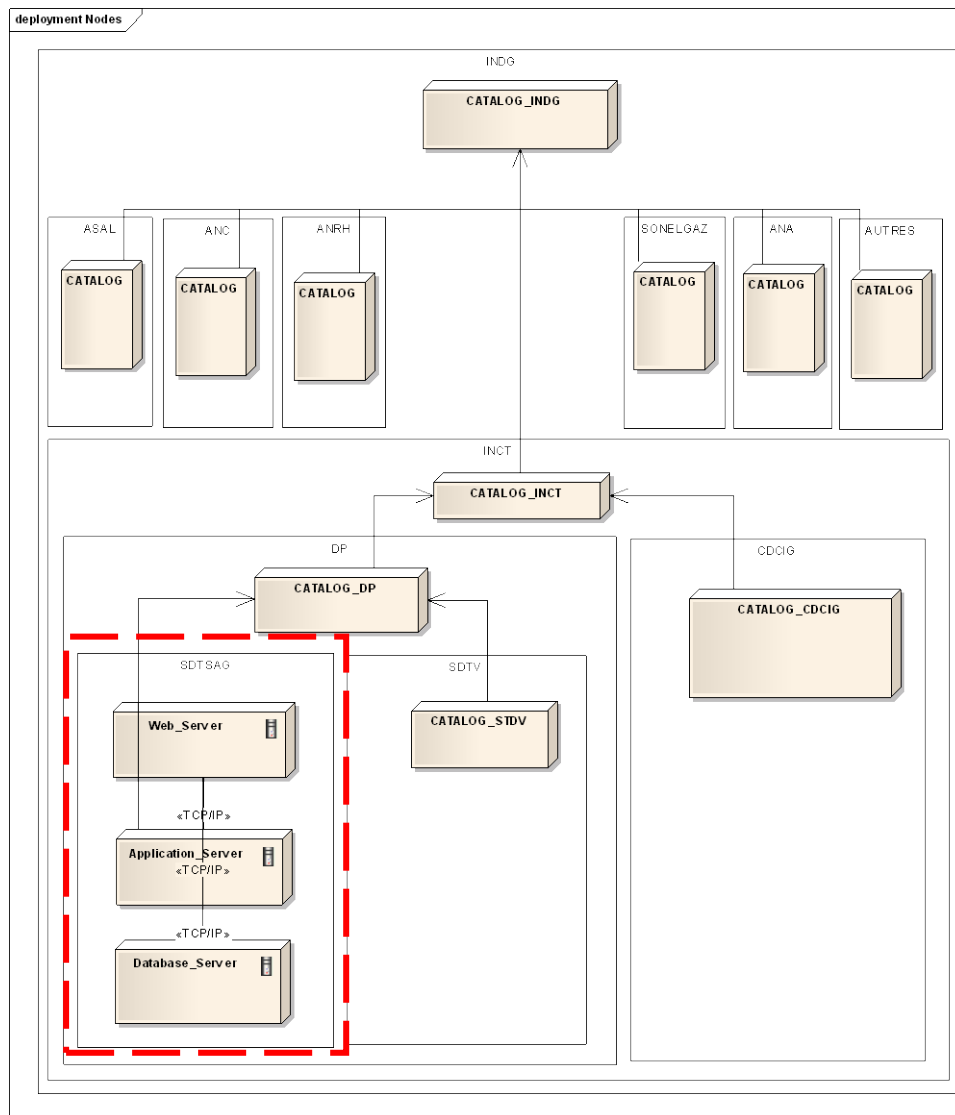 deployment Nodes
INDG
CATALOG_INDG
ASAL
ANC
ANRH
SONELGAZ
ANA
AUTRES
CATALOG
CATALOG
CATALOG
CATALOG
CATALOG
CATALOG
INCT
CATALOG_INCT
DP
CDCIG
CATALOG_DP
CATALOG_CDCIG
SDTSAG
SDTV
Web_Server
CATALOG_STDV
«TCP/IP»
Application_Server
«TCP/IP»
«TCP/IP»
Database_Server